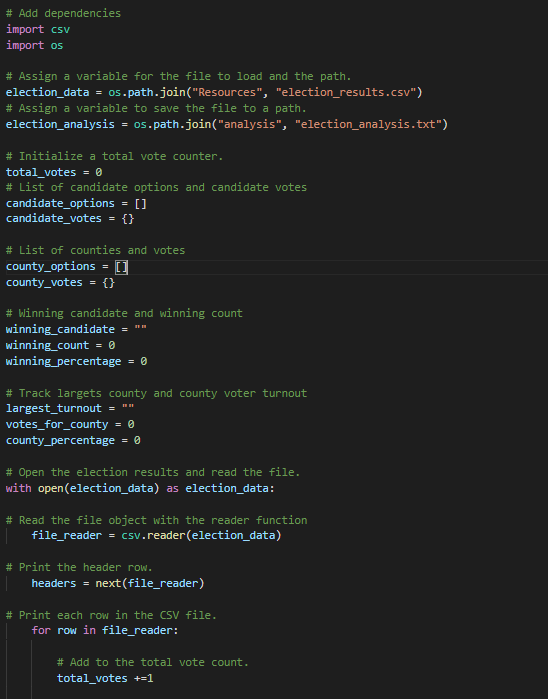 # Add dependencies
import csv
import os
# Assign a variable for the file to load and the path.
election_data = os.path.join("Resources", "election_results.csv")
# Assign a variable to save the file to a path.
election_analysis = os.path.join("analysis", "election_analysis.txt")
# Initialize a total vote counter.
total_votes = 0
# List of candidate options and candidate votes
candidate_options = []
candidate_votes = {}
# List of counties and votes
county_options = []
county_votes = {}
# Winning candidate and winning count
winning_candidate = ""
winning_count = 0
winning_percentage = 0
# Track largets county and county voter turnout
largest_turnout = ""
votes_for_county = 0
county_percentage = 0
# Open the election results and read the file.
with open(election_data) as election_data:
# Read the file object with the reader function
    file_reader = csv.reader(election_data)
# Print the header row.
    headers = next(file_reader)
# Print each row in the CSV file.
    for row in file_reader:
        # Add to the total vote count.
        total_votes +=1